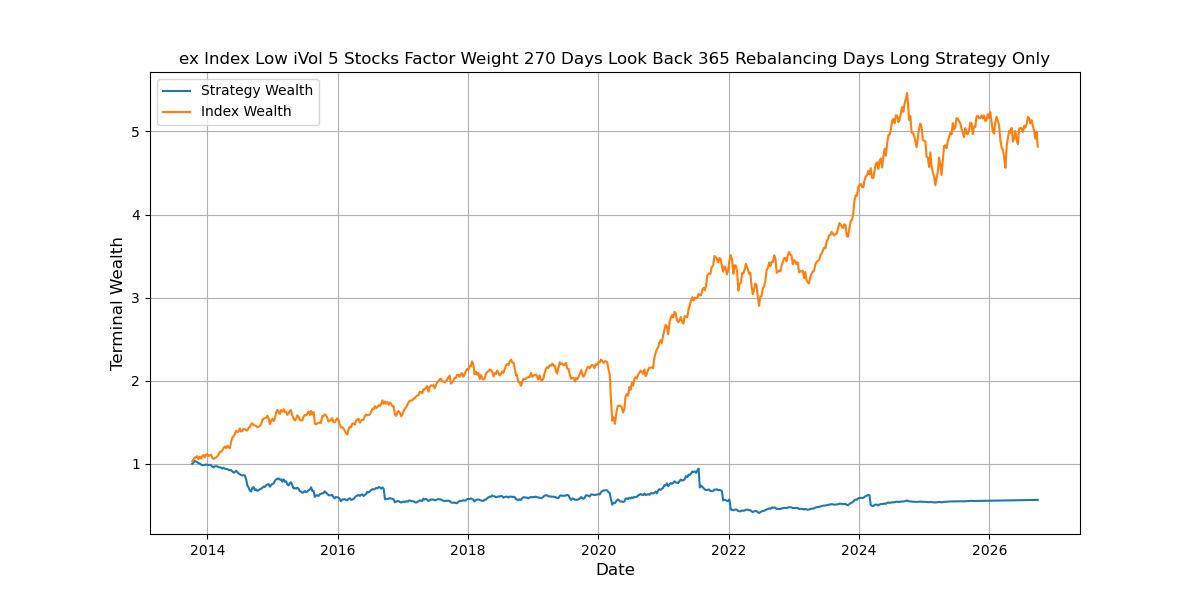 ex Index Low iVol 5 Stocks Factor Weight 270 Days Look Back 365 Rebalancing Days Long Strategy Only
Strategy Wealth
Index Wealth
Terminal Wealth
5
4
3
2
1
2014 2016 2018 2020 2022 2024 2026
Date